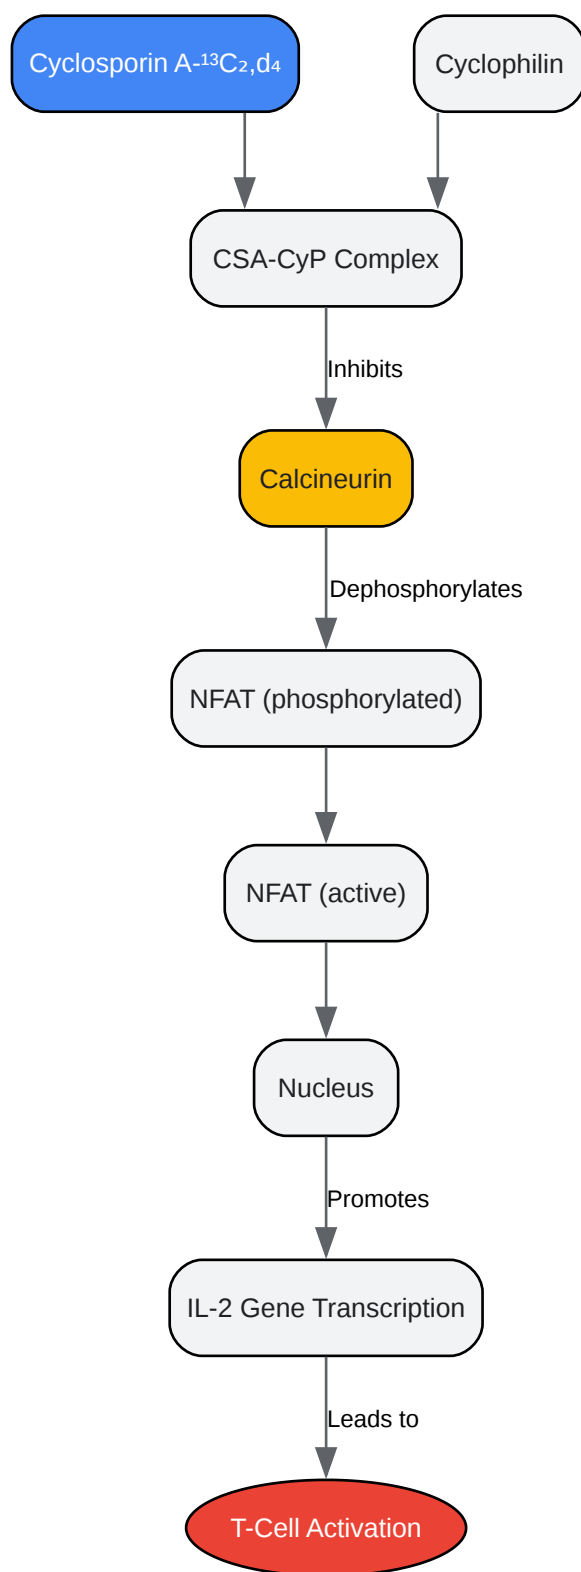 Cyclosporin A-¹³C₂,d₄
Cyclophilin
CSA-CyP Complex
Inhibits
Calcineurin
Dephosphorylates
NFAT (phosphorylated)
NFAT (active)
Nucleus
Promotes
IL-2 Gene Transcription
Leads to
T-Cell Activation